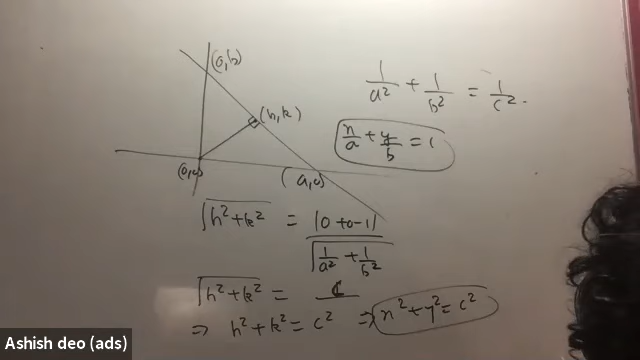 (0,b)
1/a² + 1/b² = 1/c².
(h,k)
x/a + y/b = 1
(0,0)
(a,0)
√h²+k² = |0+0-1| / √1/a² + 1/b²
√h²+k² = c
⇒ h²+k² = c² ⇒ x²+y² = c²
Ashish deo (ads)